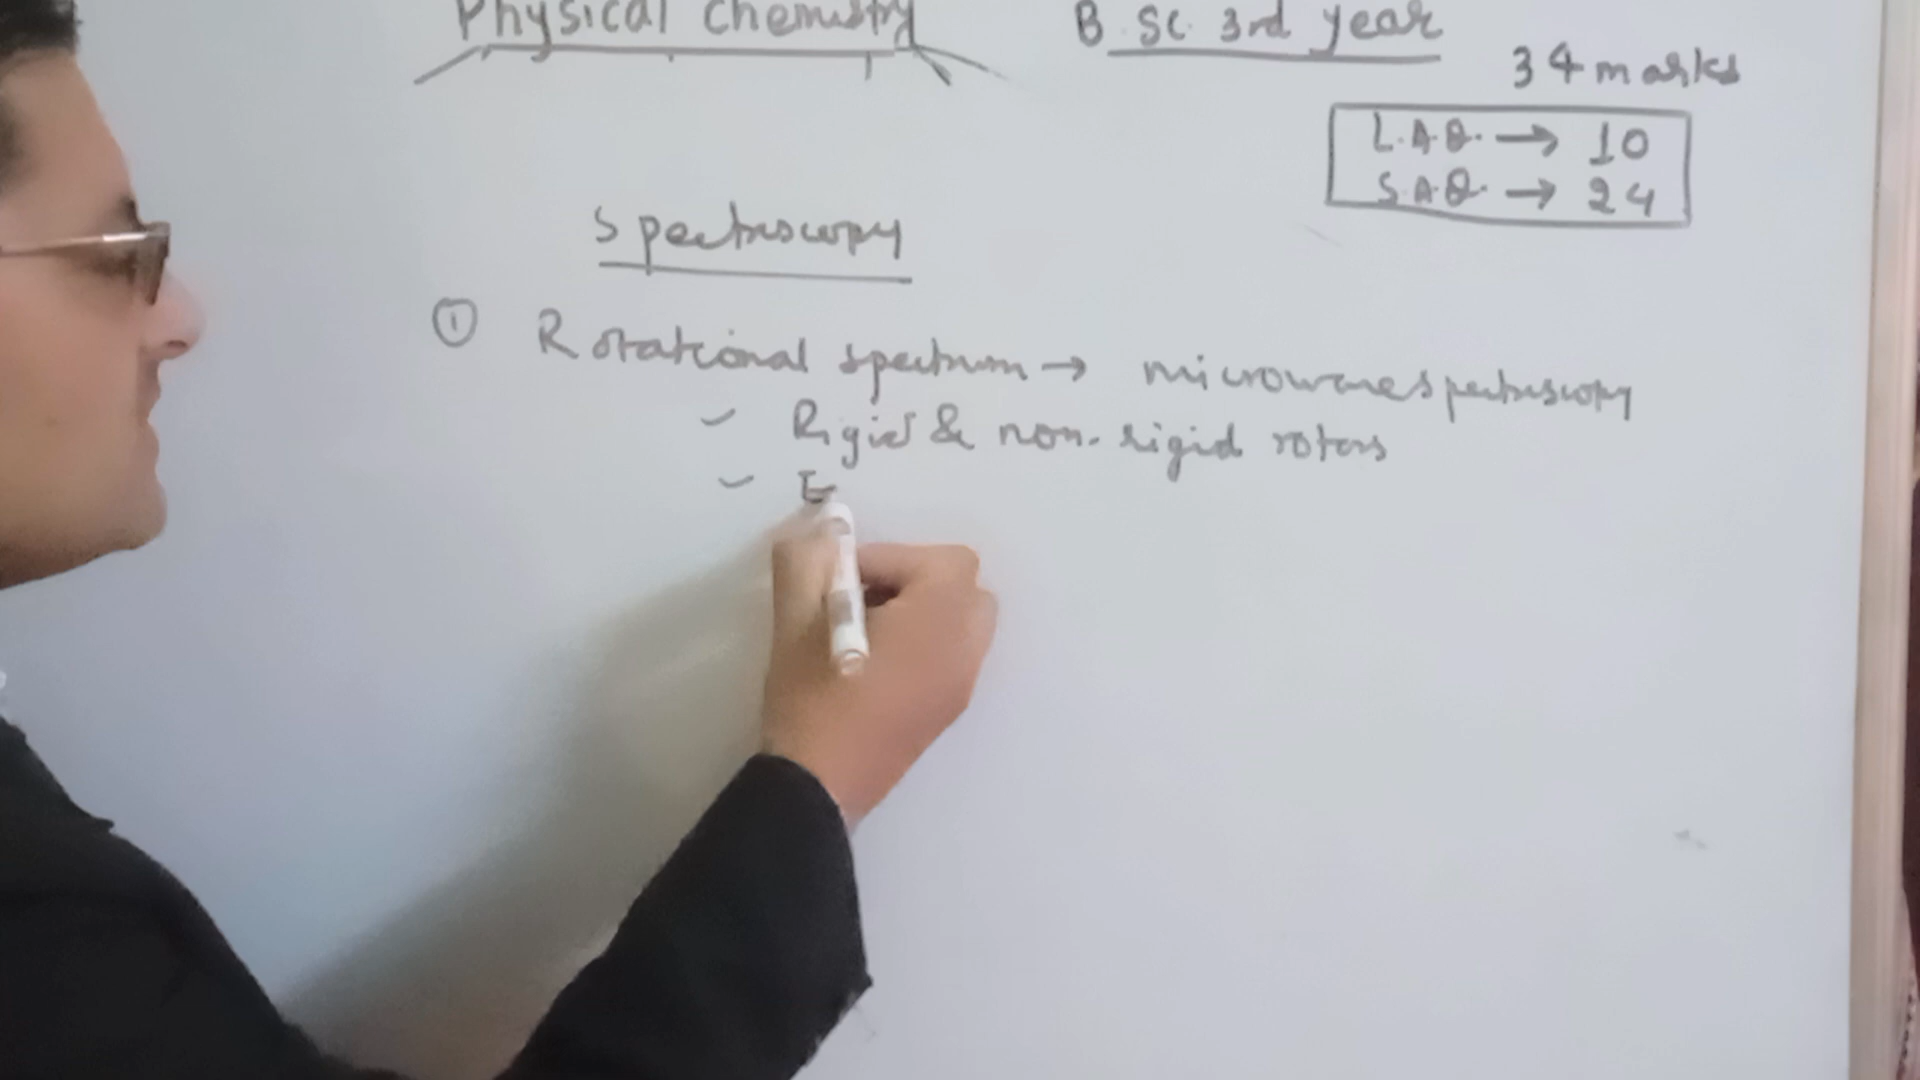 Physical Chemistry
B.Sc. 3rd year
34 marks
L.A.Q. → 10
S.A.Q. → 24
Spectroscopy
① Rotational spectrum → microwave spectroscopy
Rigid & non-rigid rotors
E